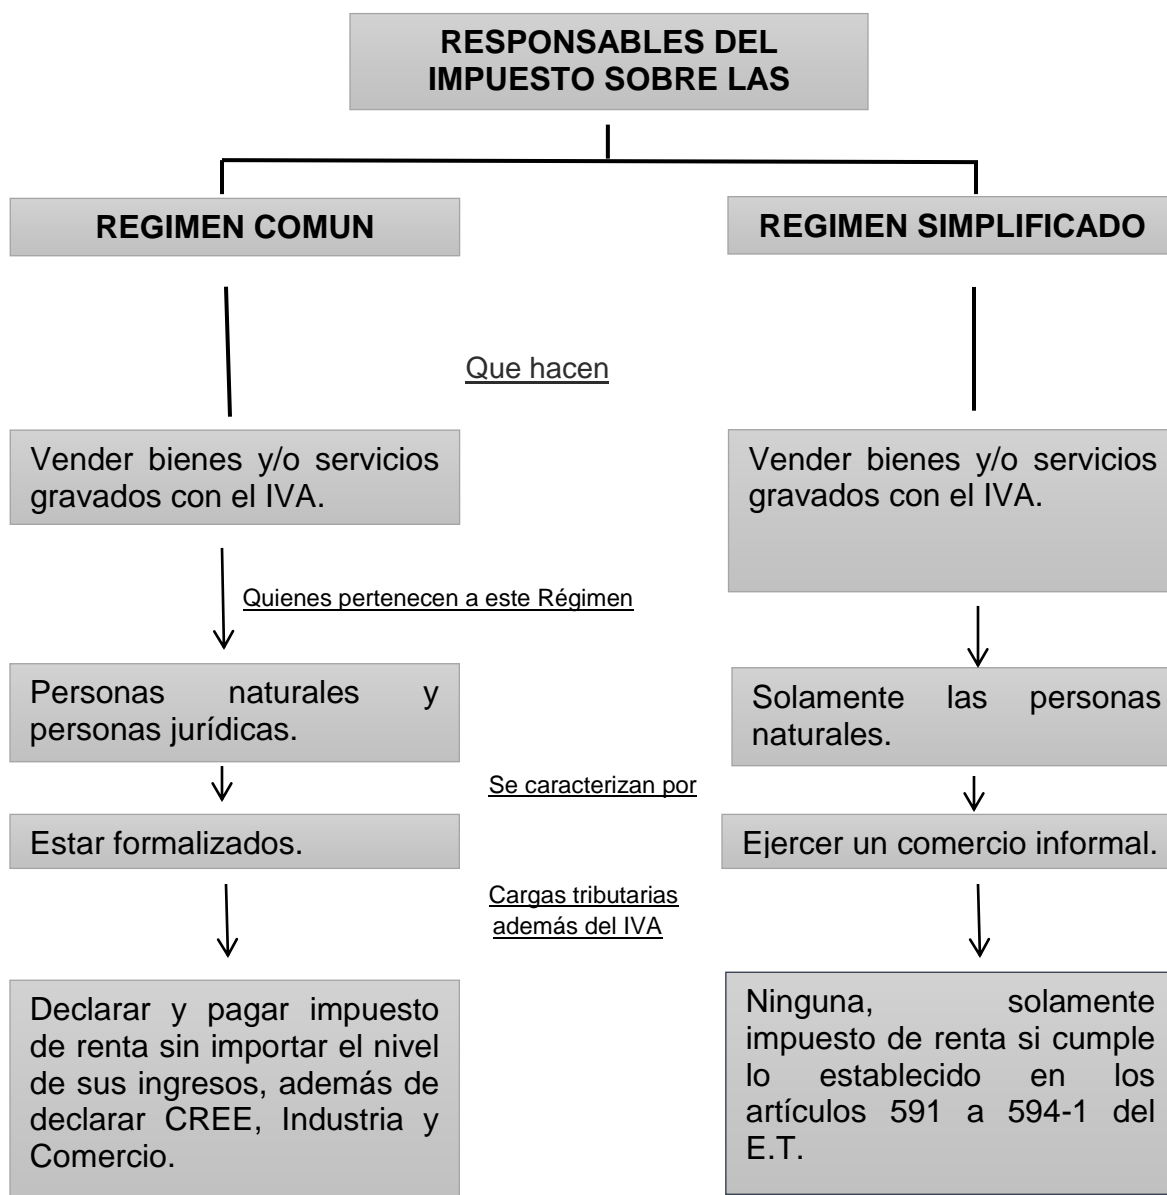 RESPONSABLES DEL
IMPUESTO SOBRE LAS
REGIMEN COMUN
REGIMEN SIMPLIFICADO
Que hacen
Vender bienes y/o servicios
gravados con el IVA.
Vender bienes y/o servicios
gravados con el IVA.
Quienes pertenecen a este Régimen
Personas naturales y
personas jurídicas.
Solamente las personas
naturales.
Se caracterizan por
Estar formalizados.
Ejercer un comercio informal.
Cargas tributarias
además del IVA
Declarar y pagar impuesto
de renta sin importar el nivel
de sus ingresos, además de
declarar CREE, Industria y
Comercio.
Ninguna, solamente
impuesto de renta si cumple
lo establecido en los
artículos 591 a 594-1 del
E.T.